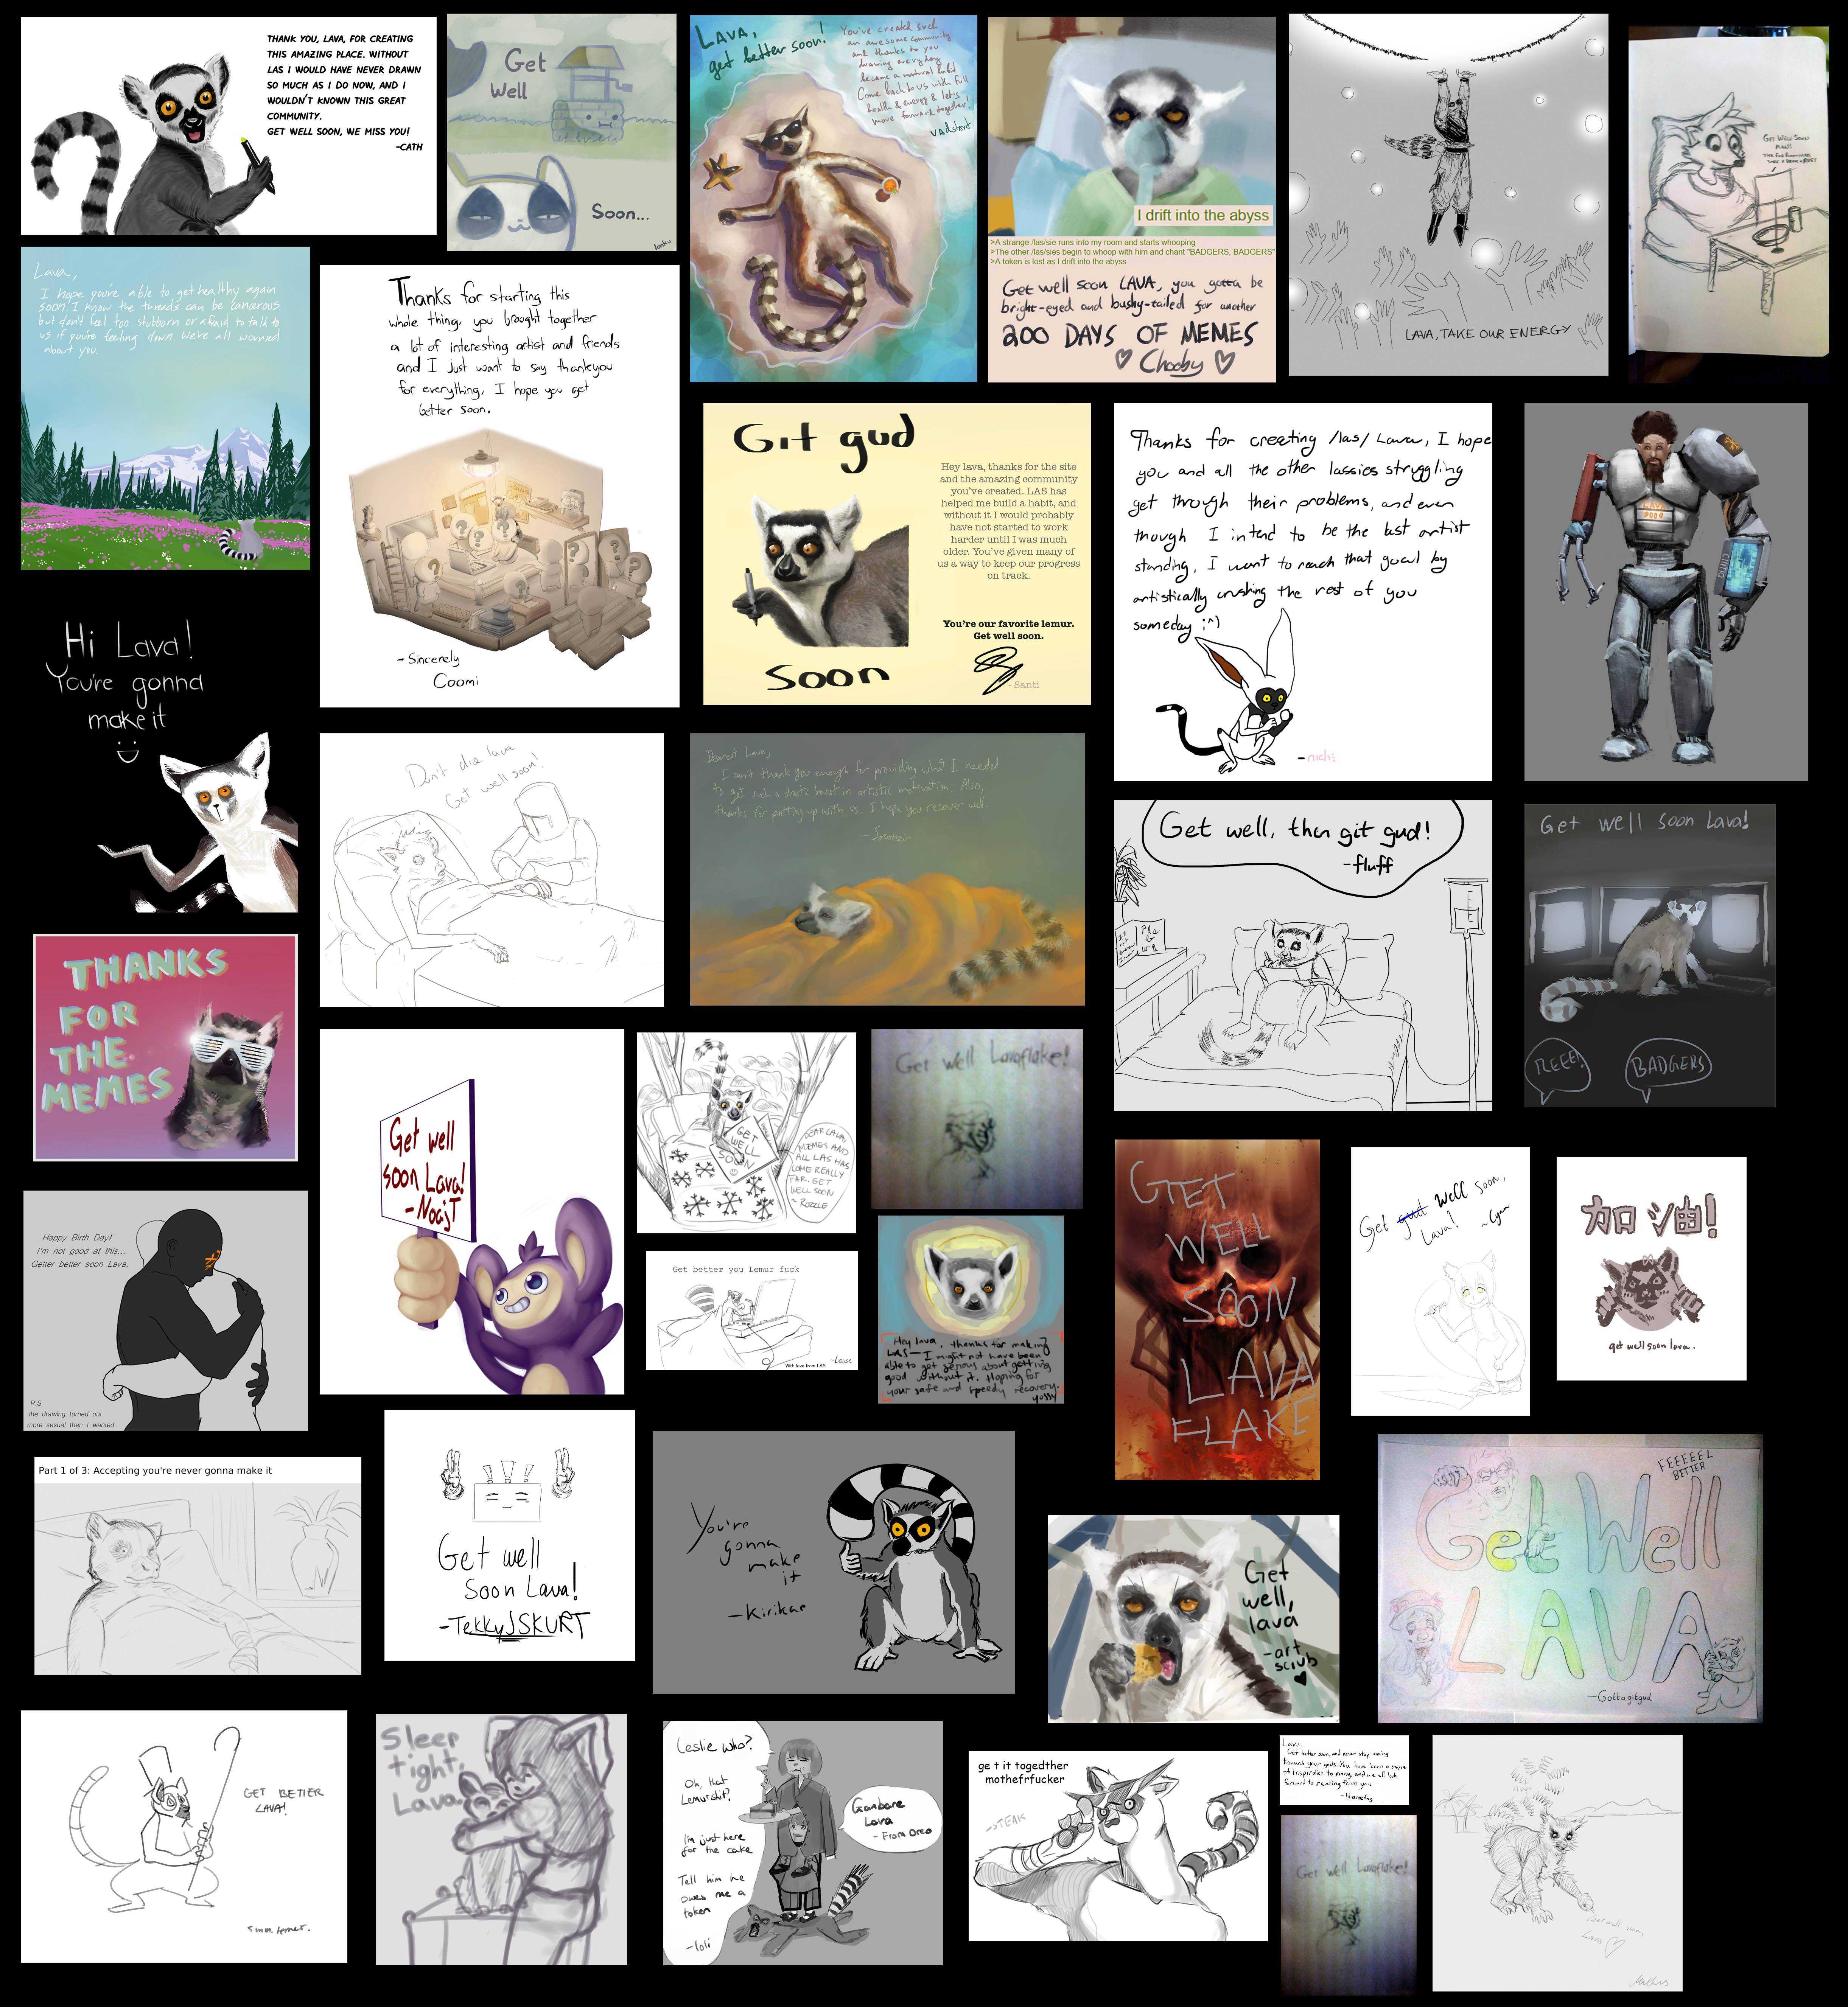 THANK YOU, LAVA, FOR CREATING
THIS AMAZING PLACE. WITHOUT
LAS I WOULD HAVE NEVER DRAWN
SO MUCH AS I DO NOW, AND I
WOULDN'T KNOWN THIS GREAT
COMMUNITY.
GET WELL SOON, WE MISS YOU!
-CATH
Get
Well
Soon...
LAVA,
get better soon!
You've created such
an awesome community
and thanks to you
drawing everyday
became a natural habit
Come back to us with full
health & energy & let's
move forward together!
vadstart
I drift into the abyss
>A strange /las/sie runs into my room and starts whooping
>The other /las/sies begin to whoop with him and chant "BADGERS, BADGERS"
>A token is lost as I drift into the abyss
Get well soon LAVA, you gotta be
bright-eyed and bushy-tailed for another
200 DAYS OF MEMES
♡ Chooby ♡
LAVA, TAKE OUR ENERGY
GET WELL SOON
MAN!
Lava,
I hope you're able to get healthy again
soon. I know the threads can be cancerous.
but don't feel too stubborn or afraid to talk to
us if you're feeling down. We're all worried
about you.
Thanks for starting this
whole thing, you brought together
a lot of interesting artist and friends
and I just want to say thankyou
for everything, I hope you get
better soon.
- Sincerely
Coomi
Git gud
Hey lava, thanks for the site
and the amazing community
you've created. LAS has
helped me build a habit, and
without it I would probably
have not started to work
harder until I was much
older. You've given many of
us a way to keep our progress
on track.
You're our favorite lemur.
Get well soon.
- Santi
Soon
Thanks for creating /las/ Lava, I hope
you and all the other lassies struggling
get through their problems, and even
though I intend to be the last artist
standing, I want to reach that goal by
artistically crushing the rest of you
someday :^)
LAVA
9000
CINTIQ
Hi Lava!
You're gonna
make it
Don't die lava
Get well soon!
Dearest Lava,
I can't thank you enough for providing what I needed
to get such a drastic boost in artistic motivation. Also,
thanks for putting up with us. I hope you recover well.
Get well, then git gud!
-fluff
Get well soon Lava!
REEE!
BADGERS
THANKS
FOR
THE
MEMES
Get well
soon Lava!
-NogjT
GET
WELL
SOON
DEAR LAVA,
MEMES AND
ALL LAS HAS
COME REALLY
FAR. GET
WELL SOON
~ ROZZLE
Get well Lavaflake!
Happy Birth Day!
I'm not good at this...
Getter better soon Lava.
P.S
the drawing turned out
more sexual then I wanted.
Get better you Lemur fuck
With love from LAS
Hey lava, thanks for making
LAS - I might not have been
able to get serious about getting
good without it. Hoping for
your safe and speedy recovery.
yussy
GET
WELL
SOON
LAVA
FLAKE
Get gud well soon,
Lava! ~Cyan
加油!
get well soon lava.
Part 1 of 3: Accepting you're never gonna make it
Get well
soon Lava!
-TekkyJSKURT
You're
gonna
make
it
-Kirikae
Get
well,
lava
-art
scrub
FEEEEEL
BETTER
Get Well
LAVA
-Gottagitgud
GET BETTER
LAVA!
Sleep
tight,
Lava
Leslie who?
Oh, that
Lemurshit?
I'm just here
for the cake
Tell him he
owes me a
token
-loli
Ganbare
Lava
- From Oreo
ge t it togedther
mothefrfucker
-STEAK
Lava,
Get better soon, and never stop moving
towards your goals. You have been a source
of inspiration to many, and we all look
forward to hearing from you.
Get well Lavaflake!
Get well soon,
Lava ♡